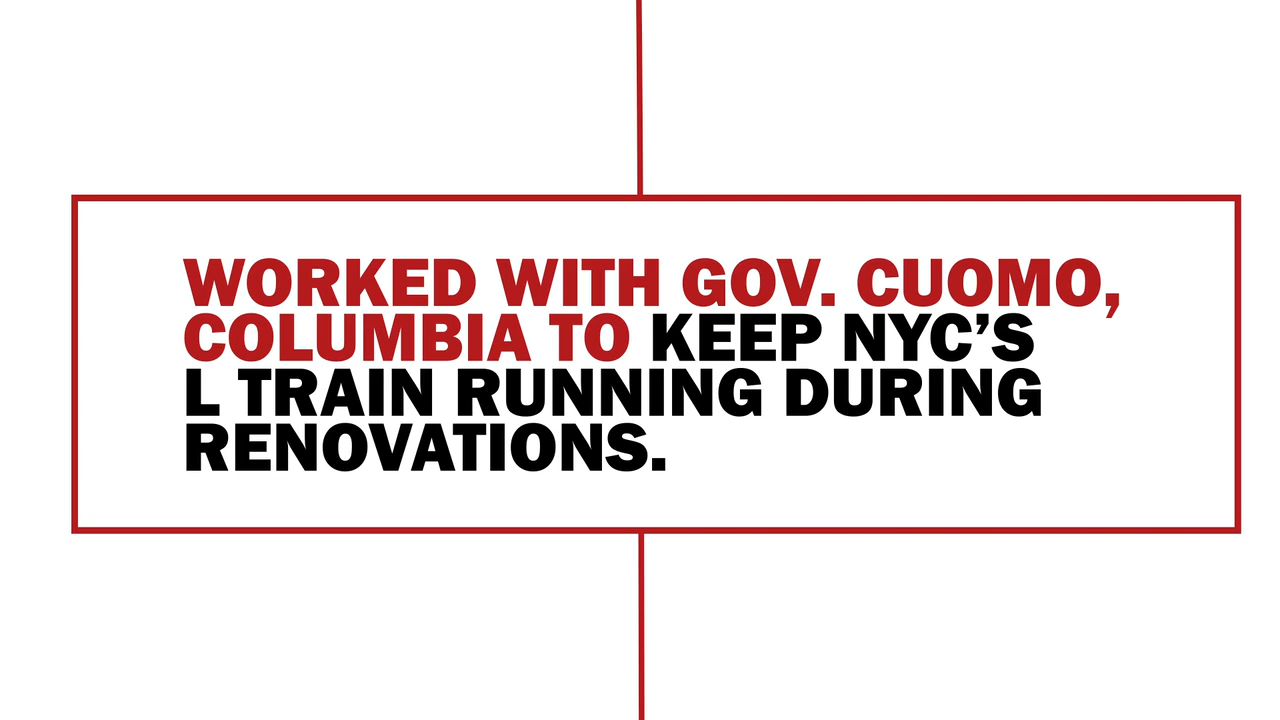 WORKED WITH GOV. CUOMO,
COLUMBIA TO KEEP NYC’S
L TRAIN RUNNING DURING
RENOVATIONS.